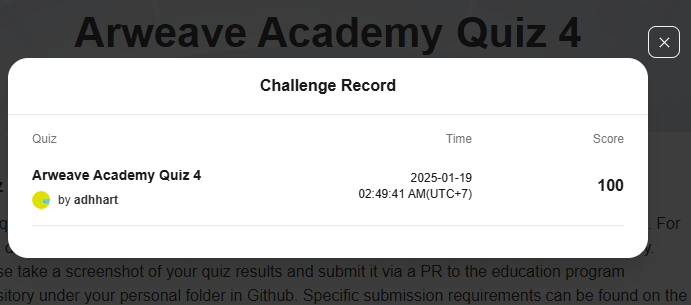 Arweave Academy Quiz 4
Challenge Record
Quiz Time Score
Arweave Academy Quiz 4 2025-01-19 100
by adhhart 02:49:41 AM(UTC+7)
. For
y.
se take a screenshot of your quiz results and submit it via a PR to the education program
sitory under your personal folder in Github. Specific submission requirements can be found on the